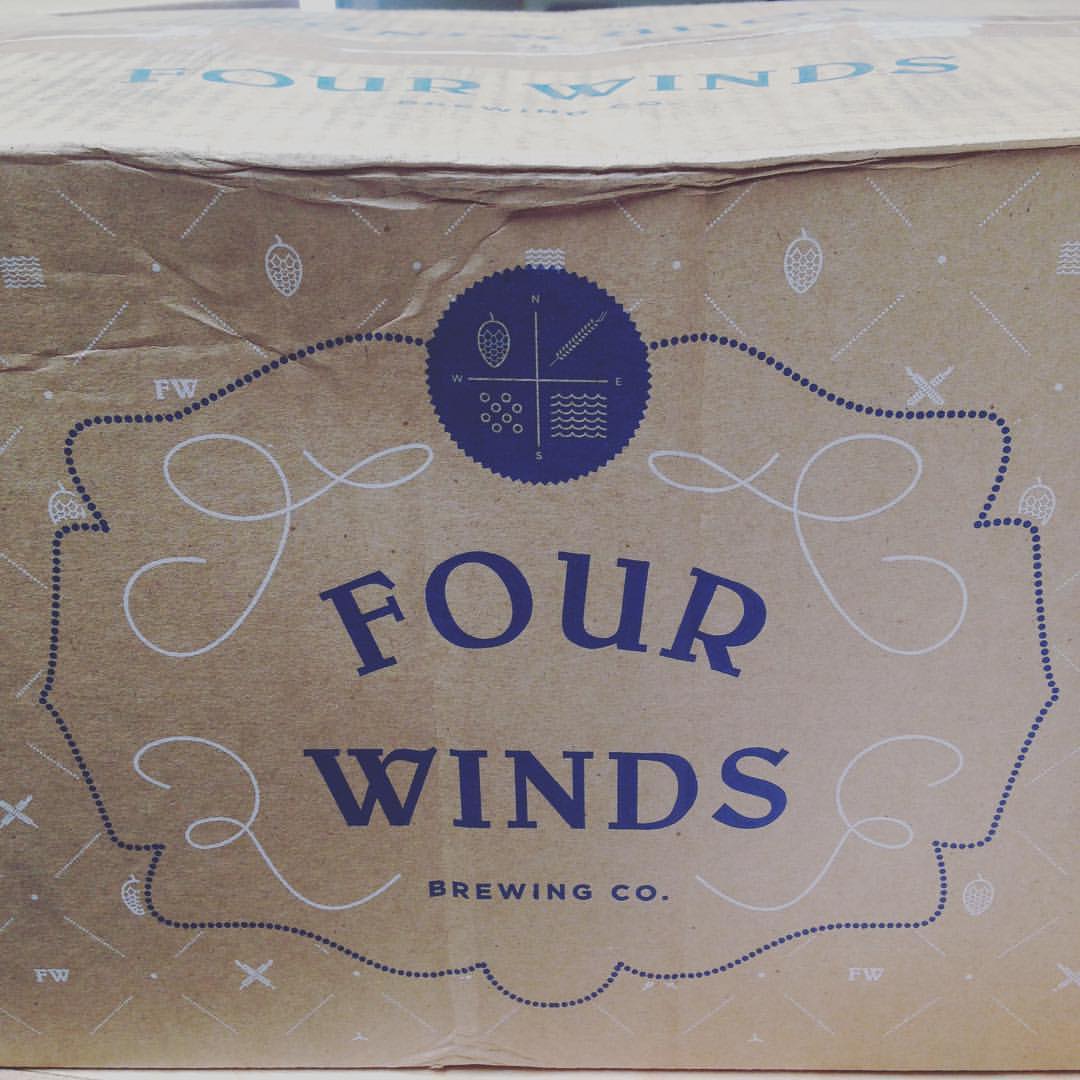 FOUR WINDS
BREWING CO.
N
W E
S
FW
FOUR
WINDS
BREWING CO.
FW FW